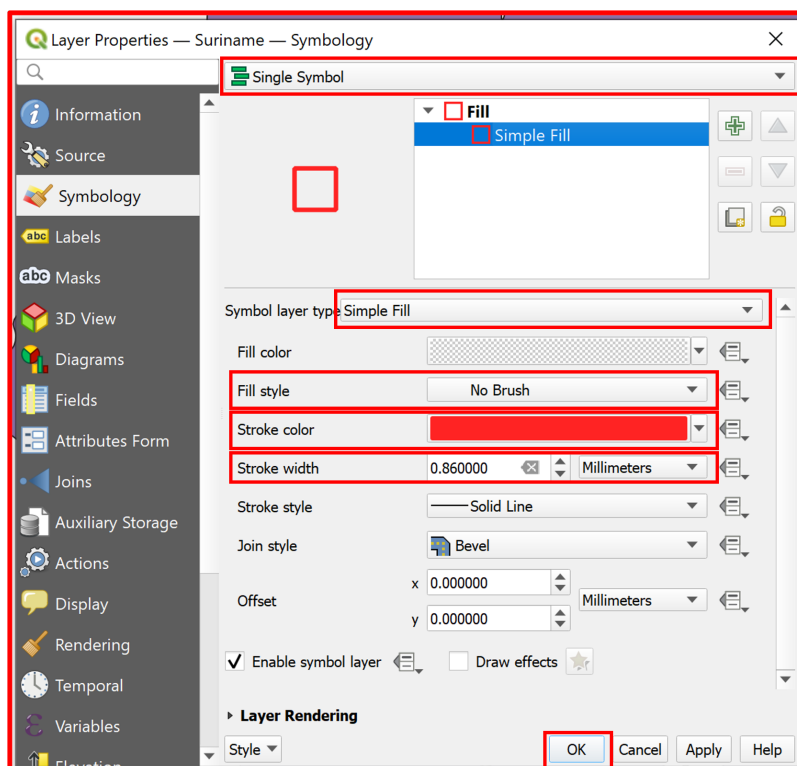 Layer Properties — Suriname — Symbology
Single Symbol
Information
Source
Symbology
abc Labels
abc Masks
3D View
Diagrams
Fields
Attributes Form
Joins
Auxiliary Storage
Actions
Display
Rendering
Temporal
Variables
Elevation
Fill
Simple Fill
Symbol layer type Simple Fill
Fill color
Fill style No Brush
Stroke color
Stroke width 0.860000 Millimeters
Stroke style Solid Line
Join style Bevel
Offset x 0.000000 Millimeters
y 0.000000
Enable symbol layer Draw effects
Layer Rendering
Style OK Cancel Apply Help